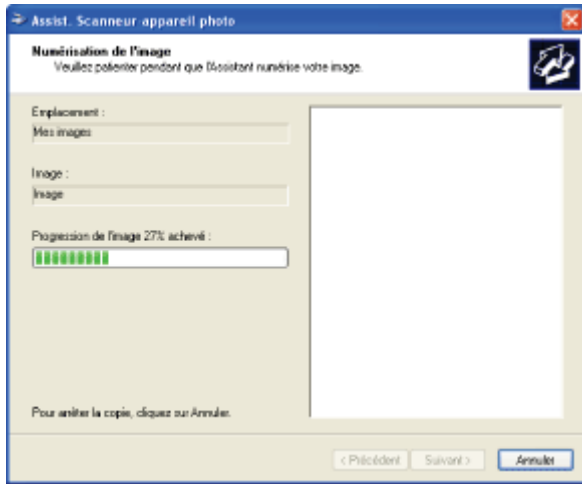 Assist. Scanneur appareil photo
Numérisation de l'image
Veuillez patienter pendant que l'Assistant numérise votre image.
Emplacement :
Mes images
Image :
Image
Progression de l'image 27% achevé :
Pour arrêter la copie, cliquez sur Annuler.
< Précédent
Suivant >
Annuler